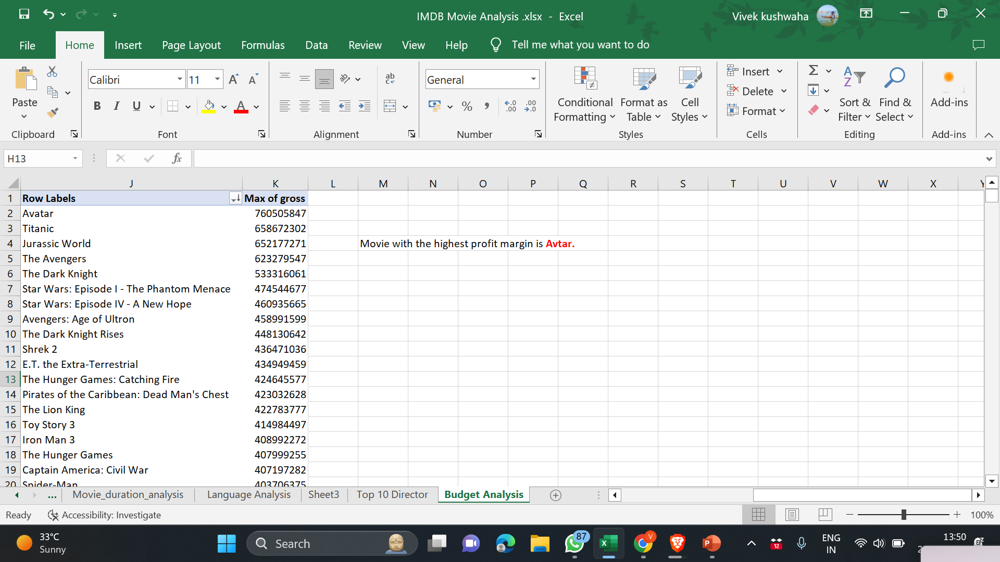 IMDB Movie Analysis .xlsx - Excel
Vivek kushwaha
File Home Insert Page Layout Formulas Data Review View Help Tell me what you want to do
Paste
Clipboard
Calibri 11
B I U
Font
ab
c
Alignment
General
% ,
Number
Conditional Formatting
Format as Table
Cell Styles
Styles
Insert
Delete
Format
Cells
Sort & Filter
Find & Select
Editing
Add-ins
Add-ins
H13
fx
J K L M N O P Q R S T U V W X Y
1 Row Labels Max of gross
2 Avatar 760505847
3 Titanic 658672302
4 Jurassic World 652177271 Movie with the highest profit margin is Avtar.
5 The Avengers 623279547
6 The Dark Knight 533316061
7 Star Wars: Episode I - The Phantom Menace 474544677
8 Star Wars: Episode IV - A New Hope 460935665
9 Avengers: Age of Ultron 458991599
10 The Dark Knight Rises 448130642
11 Shrek 2 436471036
12 E.T. the Extra-Terrestrial 434949459
13 The Hunger Games: Catching Fire 424645577
14 Pirates of the Caribbean: Dead Man's Chest 423032628
15 The Lion King 422783777
16 Toy Story 3 414984497
17 Iron Man 3 408992272
18 The Hunger Games 407999255
19 Captain America: Civil War 407197282
20 Spider-Man 403706375
... Movie_duration_analysis Language Analysis Sheet3 Top 10 Director Budget Analysis
Ready Accessibility: Investigate 100%
33°C
Sunny
Search
87
V
12
ENG
IN
13:50